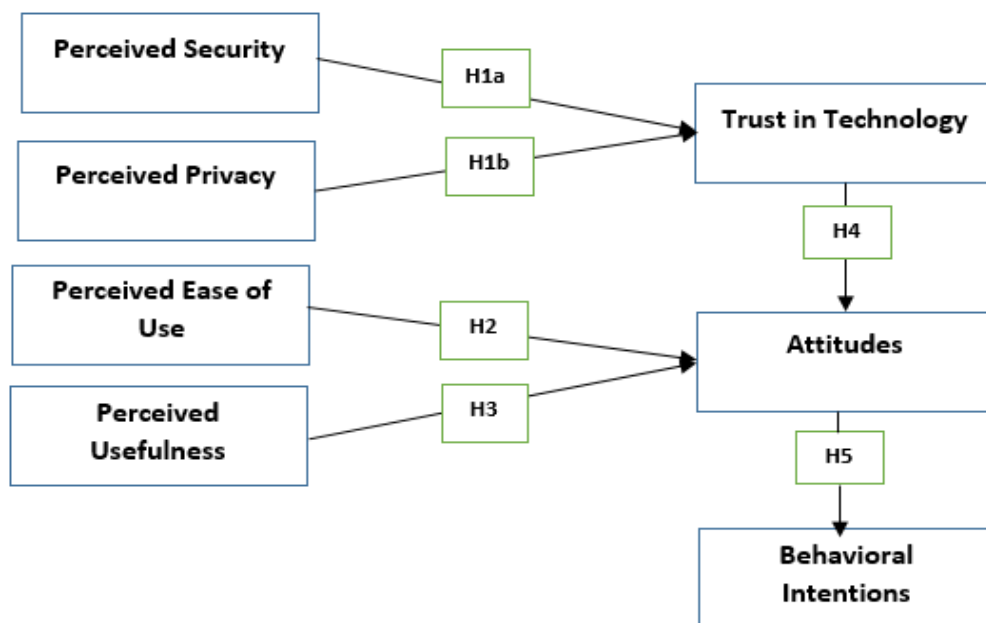 Perceived Security
H1a
Trust in Technology
Perceived Privacy
H1b
H4
Perceived Ease of
Use
H2
Attitudes
Perceived
Usefulness
H3
H5
Behavioral
Intentions